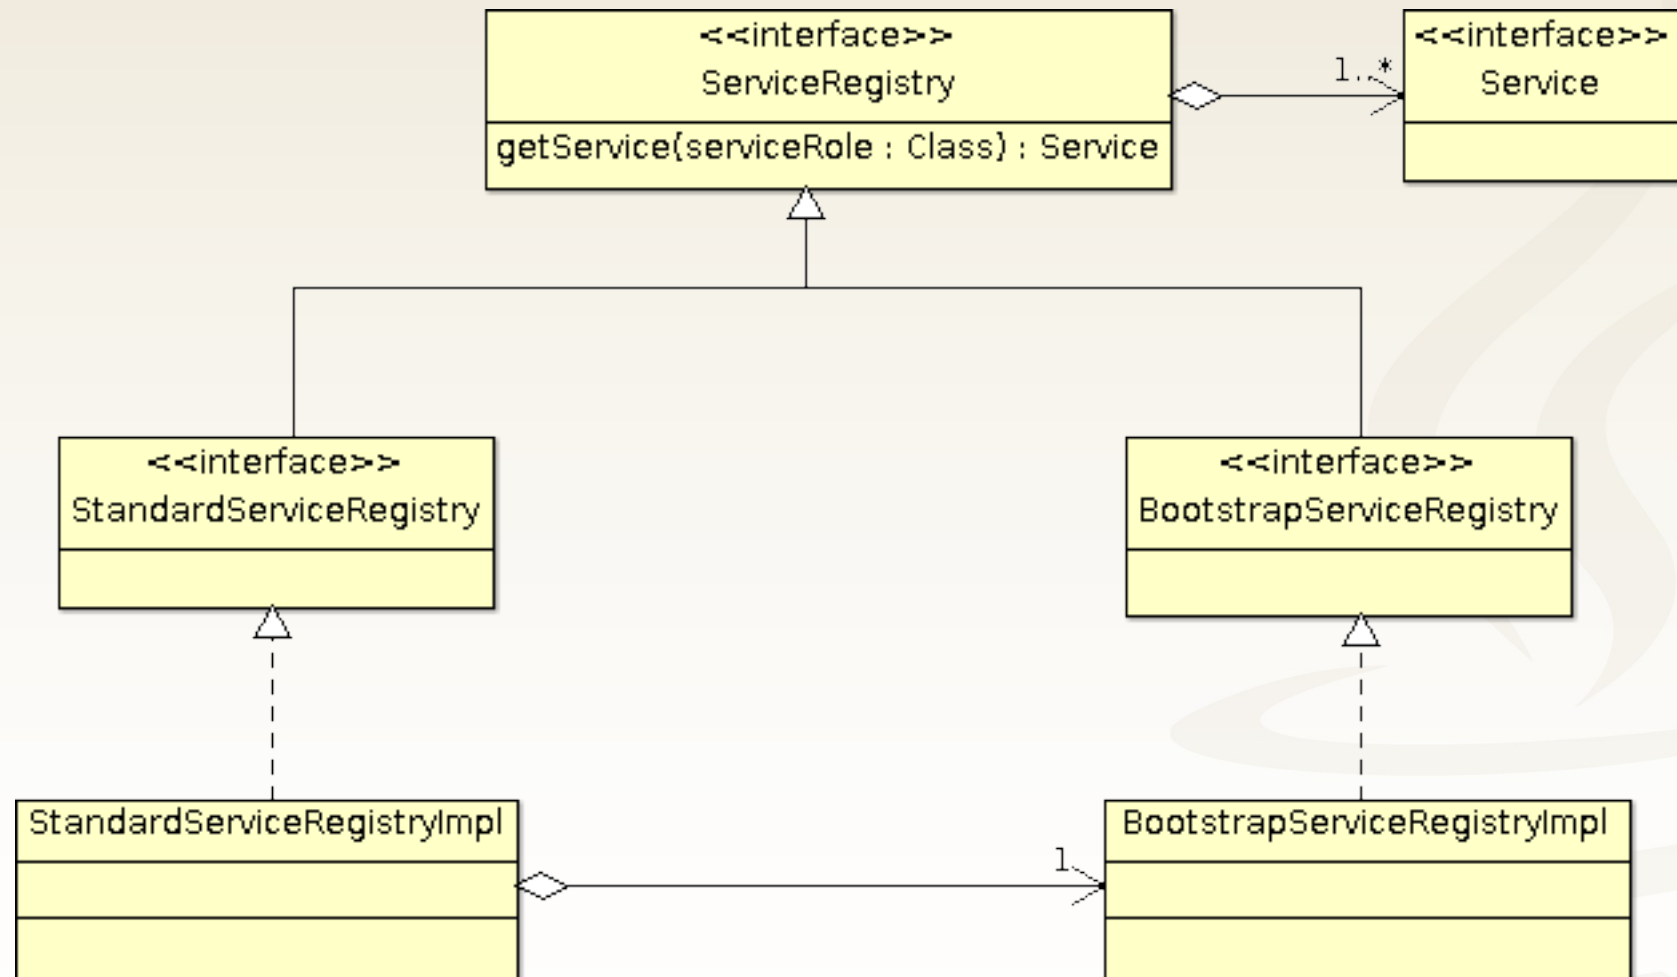 <<interface>>
ServiceRegistry
getService(serviceRole : Class) : Service
1..*
<<interface>>
Service
<<interface>>
StandardServiceRegistry
<<interface>>
BootstrapServiceRegistry
StandardServiceRegistryImpl
1
BootstrapServiceRegistryImpl